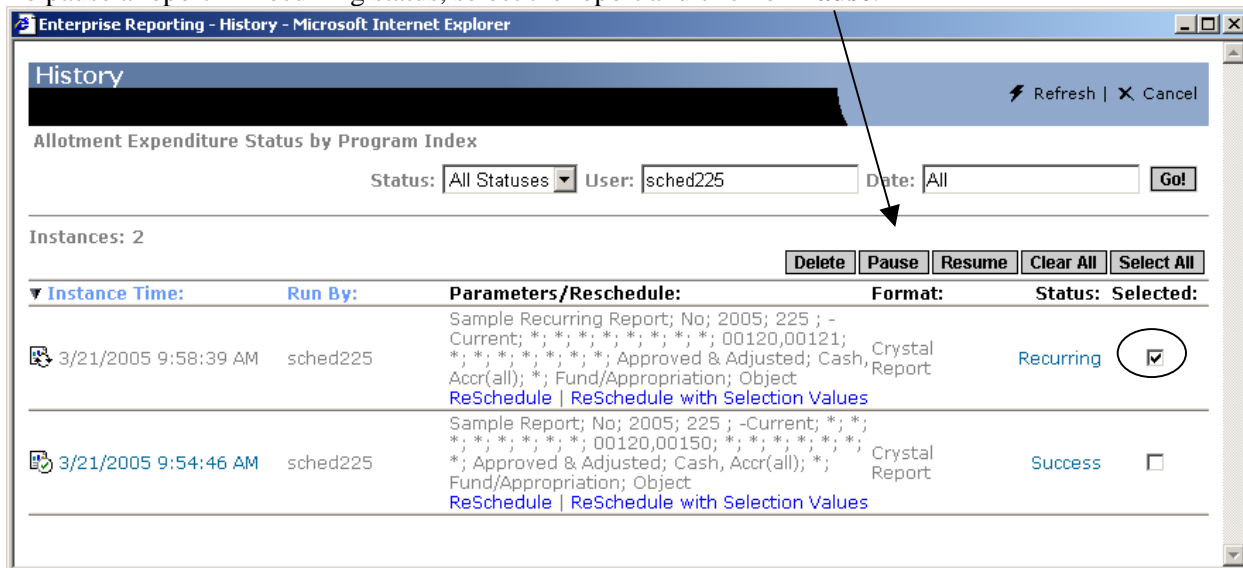 Enterprise Reporting - History - Microsoft Internet Explorer
History
Refresh | X Cancel
Allotment Expenditure Status by Program Index
Status: All Statuses User: sched225 Date: All Go!
Instances: 2
Delete Pause Resume Clear All Select All
Instance Time: Run By: Parameters/Reschedule: Format: Status: Selected:
3/21/2005 9:58:39 AM sched225
Sample Recurring Report; No; 2005; 225 ; -
Current; *; *; *; *; *; *; *; *; 00120,00121;
*; *; *; *; *; *; *; Approved & Adjusted; Cash,
Accr(all); *; Fund/Appropriation; Object
ReSchedule | ReSchedule with Selection Values
Crystal
Report
Recurring
3/21/2005 9:54:46 AM sched225
Sample Report; No; 2005; 225 ; -Current; *; *;
*; *; *; *; *; *; 00120,00150; *; *; *; *; *; *;
*; Approved & Adjusted; Cash, Accr(all); *;
Fund/Appropriation; Object
ReSchedule | ReSchedule with Selection Values
Crystal
Report
Success